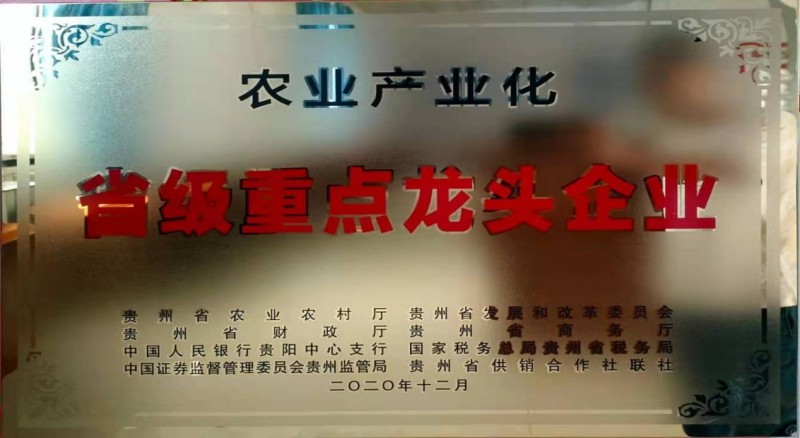 农业产业化
省级重点龙头企业
贵州省农业农村厅 贵州省发展和改革委员会
贵州省财政厅 贵州省商务厅
中国人民银行贵阳中心支行 国家税务总局贵州省税务局
中国证券监督管理委员会贵州监管局 贵州省供销合作社联社
二〇二〇年十二月